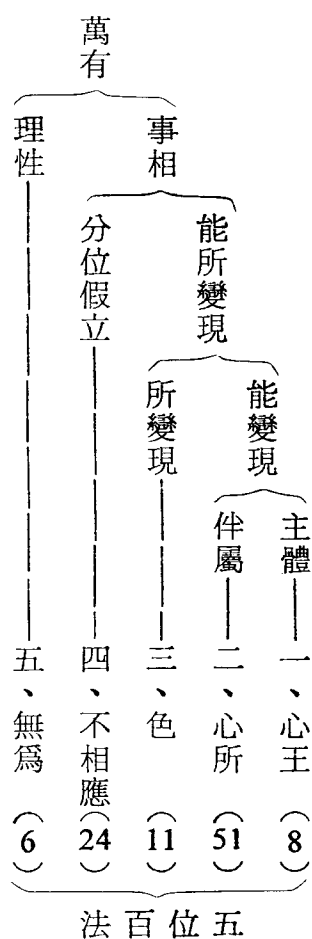 萬有
事相
理性
能所變現
分位假立
能變現
所變現
主體
伴屬
一、心王(8)
二、心所(51)
三、色(11)
四、不相應(24)
五、無爲(6)
五位百法